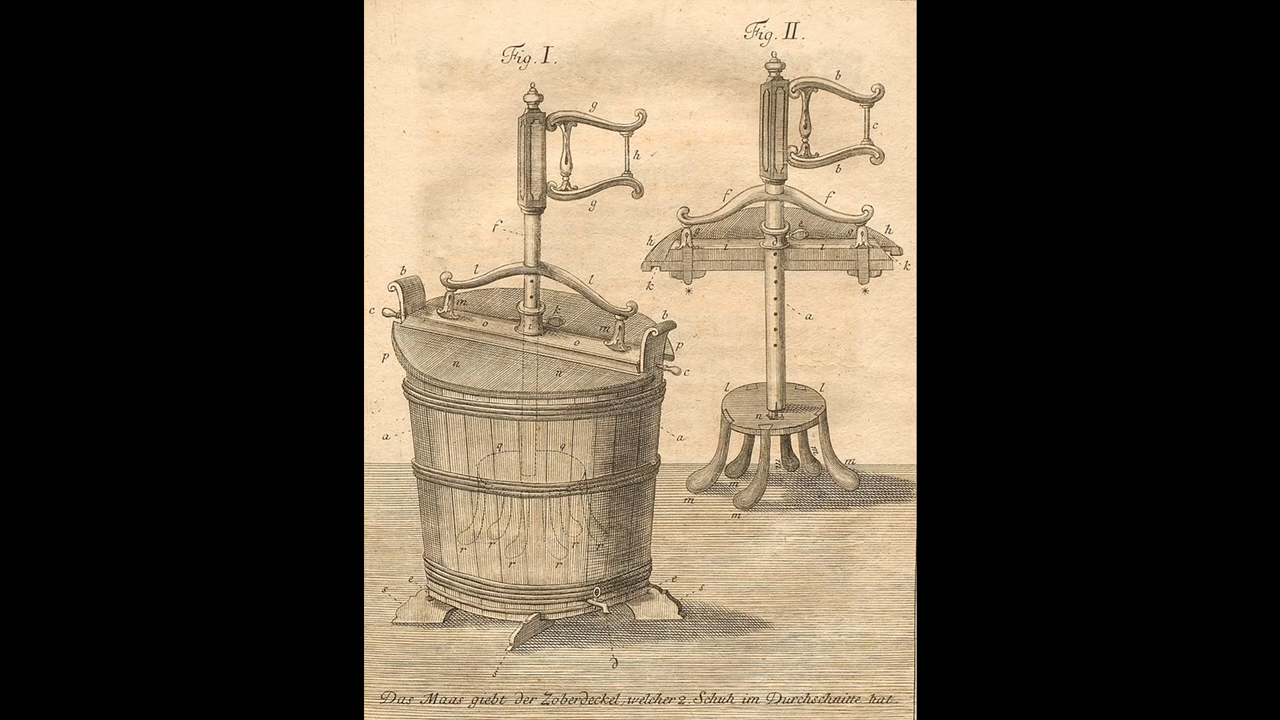 Fig. I.
Fig. II.
b
b
c
g
h
g
f
f
f
h
g
e
g
h
l
l
k
k
* *
a
b
l
l
c
m
k
i
m
b
o
o
p
p
n
n
c
a
a
q
q
l
l
n
m
m
m
m
m
r
r
r
r
r
e
e
s
s
s
d
Das Maas giebt der Zoberdeckel, welcher 2. Schuh im Durchschnitte hat.